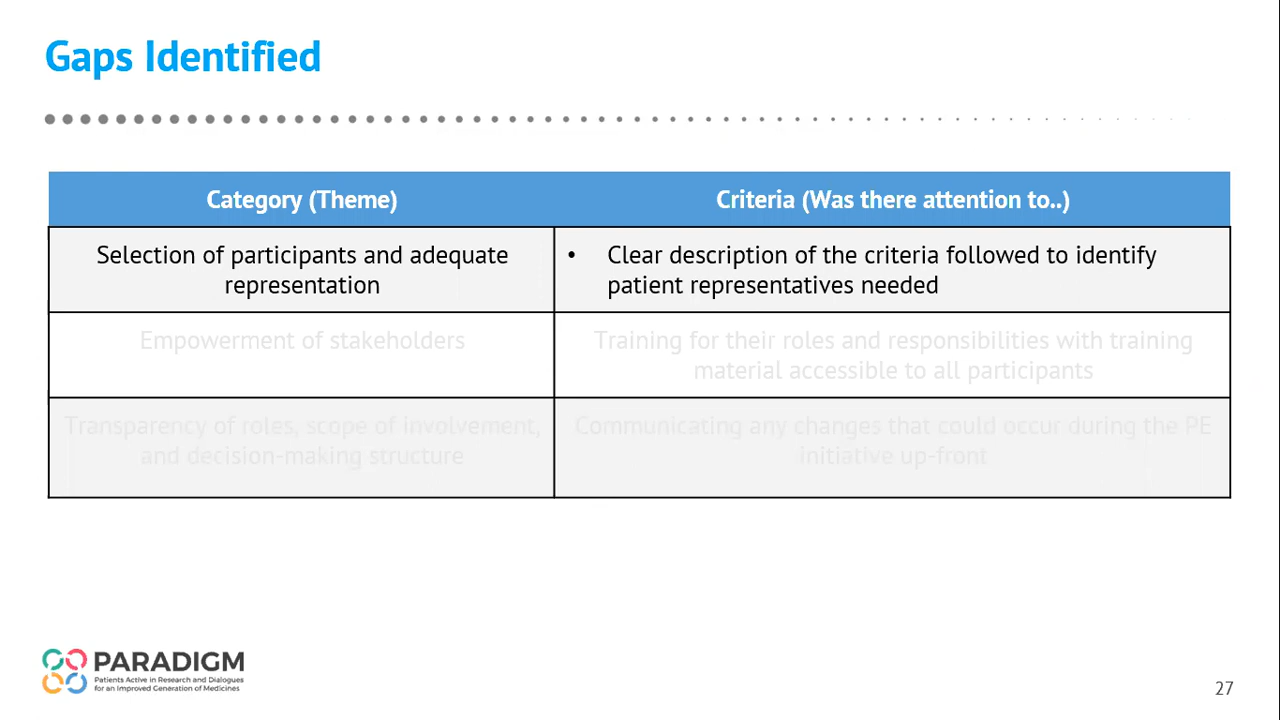 Gaps Identified
Category (Theme)
Criteria (Was there attention to..)
Selection of participants and adequate
representation
• Clear description of the criteria followed to identify
patient representatives needed
Empowerment of stakeholders
Training for their roles and responsibilities with training
material accessible to all participants
Transparency of roles, scope of involvement,
and decision-making structure
Communicating any changes that could occur during the PE
initiative up-front
PARADIGM
Patients Active in Research and Dialogues
for an Improved Generation of Medicines
27